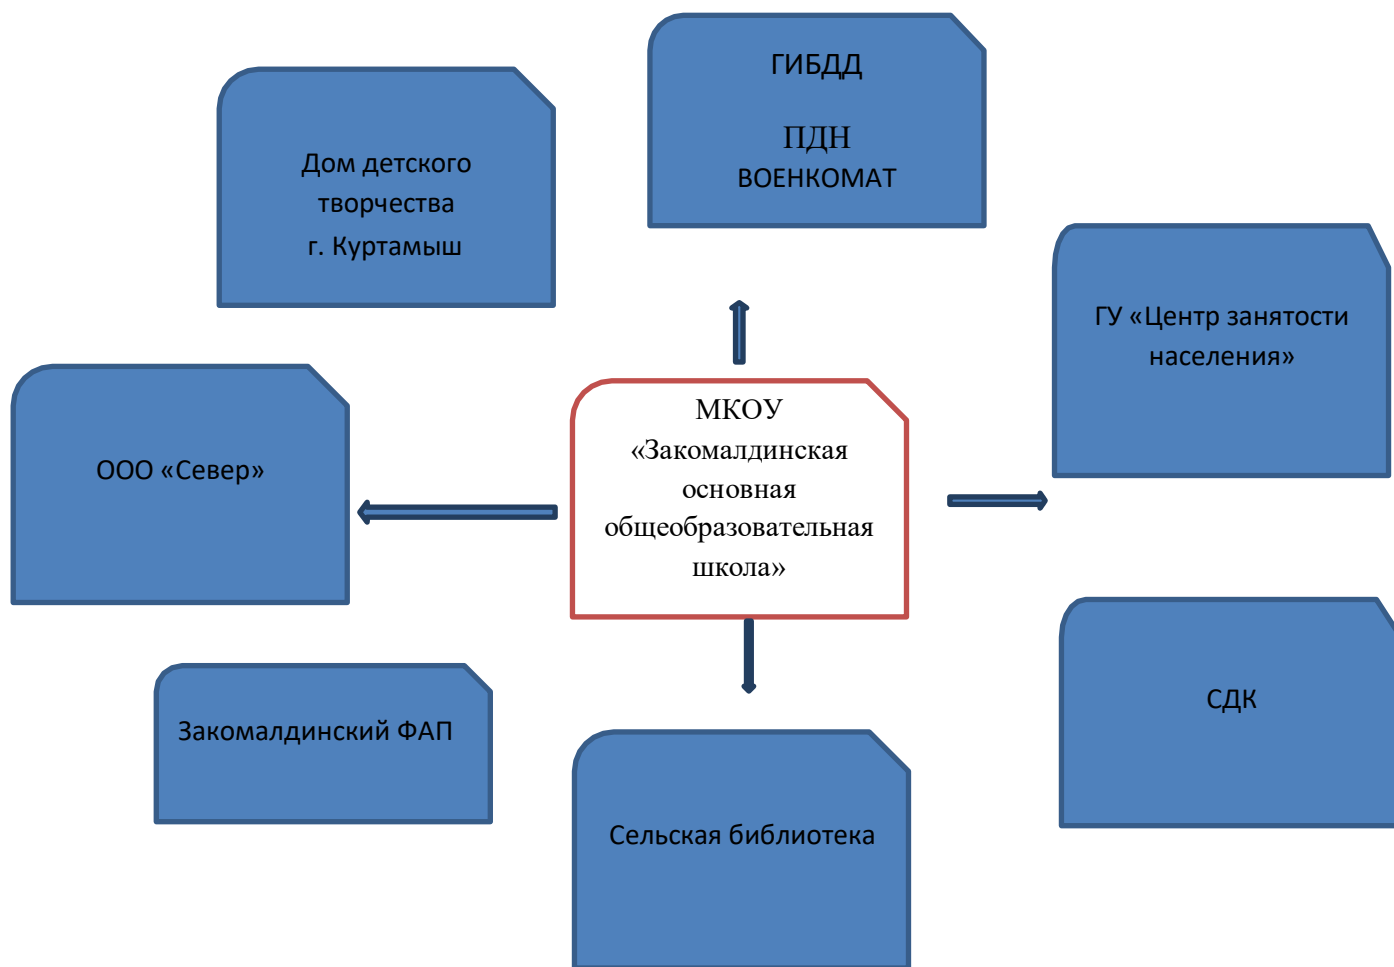 ГИБДД
ПДН
ВОЕНКОМАТ
Дом детского
творчества
г. Куртамыш
ГУ «Центр занятости
населения»
МКОУ
«Закомалдинская
основная
общеобразовательная
школа»
ООО «Север»
СДК
Закомалдинский ФАП
Сельская библиотека